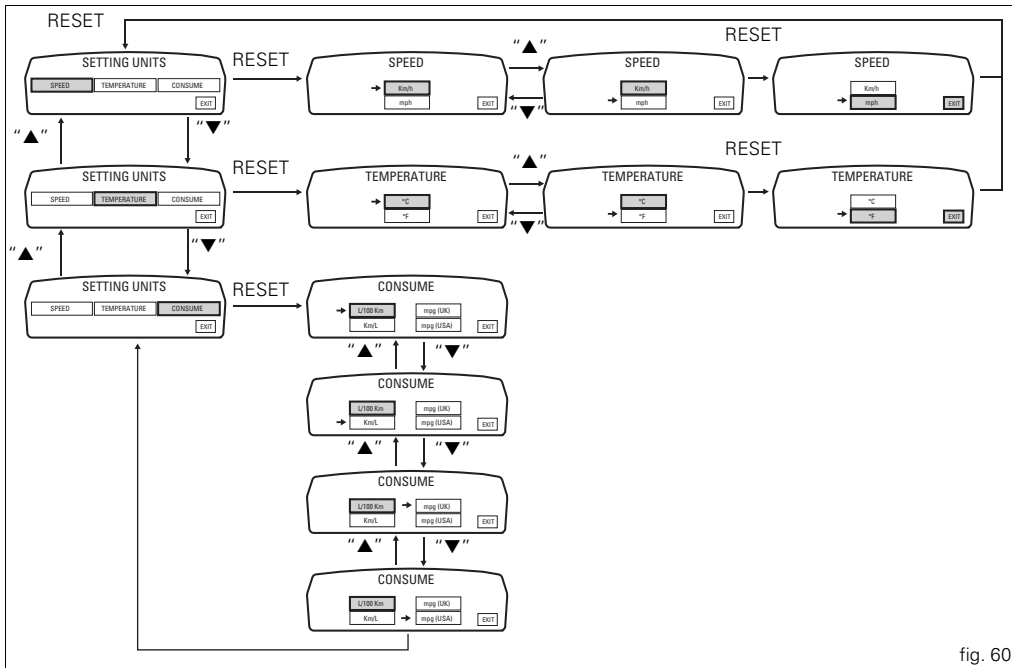 RESET
RESET
SETTING UNITS
SPEED TEMPERATURE CONSUME
EXIT
RESET
SPEED
→ Km/h
mph EXIT
“▲”
“▼”
SPEED
Km/h
→ mph EXIT
SPEED
Km/h
→ mph EXIT
“▲” “▼”
RESET
SETTING UNITS
SPEED TEMPERATURE CONSUME
EXIT
RESET
TEMPERATURE
→ °C
°F EXIT
“▲”
“▼”
TEMPERATURE
°C
→ °F EXIT
TEMPERATURE
°C
→ °F EXIT
“▲” “▼”
SETTING UNITS
SPEED TEMPERATURE CONSUME
EXIT
RESET
CONSUME
→ L/100 Km mpg (UK)
Km/L mpg (USA) EXIT
“▲” “▼”
CONSUME
L/100 Km mpg (UK)
→ Km/L mpg (USA) EXIT
“▲” “▼”
CONSUME
L/100 Km → mpg (UK)
Km/L mpg (USA) EXIT
“▲” “▼”
CONSUME
L/100 Km mpg (UK)
Km/L → mpg (USA) EXIT
fig. 60